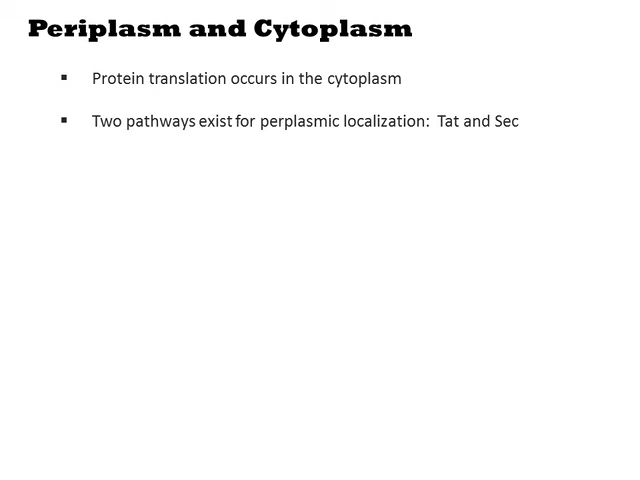 Periplasm and Cytoplasm
▪ Protein translation occurs in the cytoplasm
▪ Two pathways exist for perplasmic localization: Tat and Sec